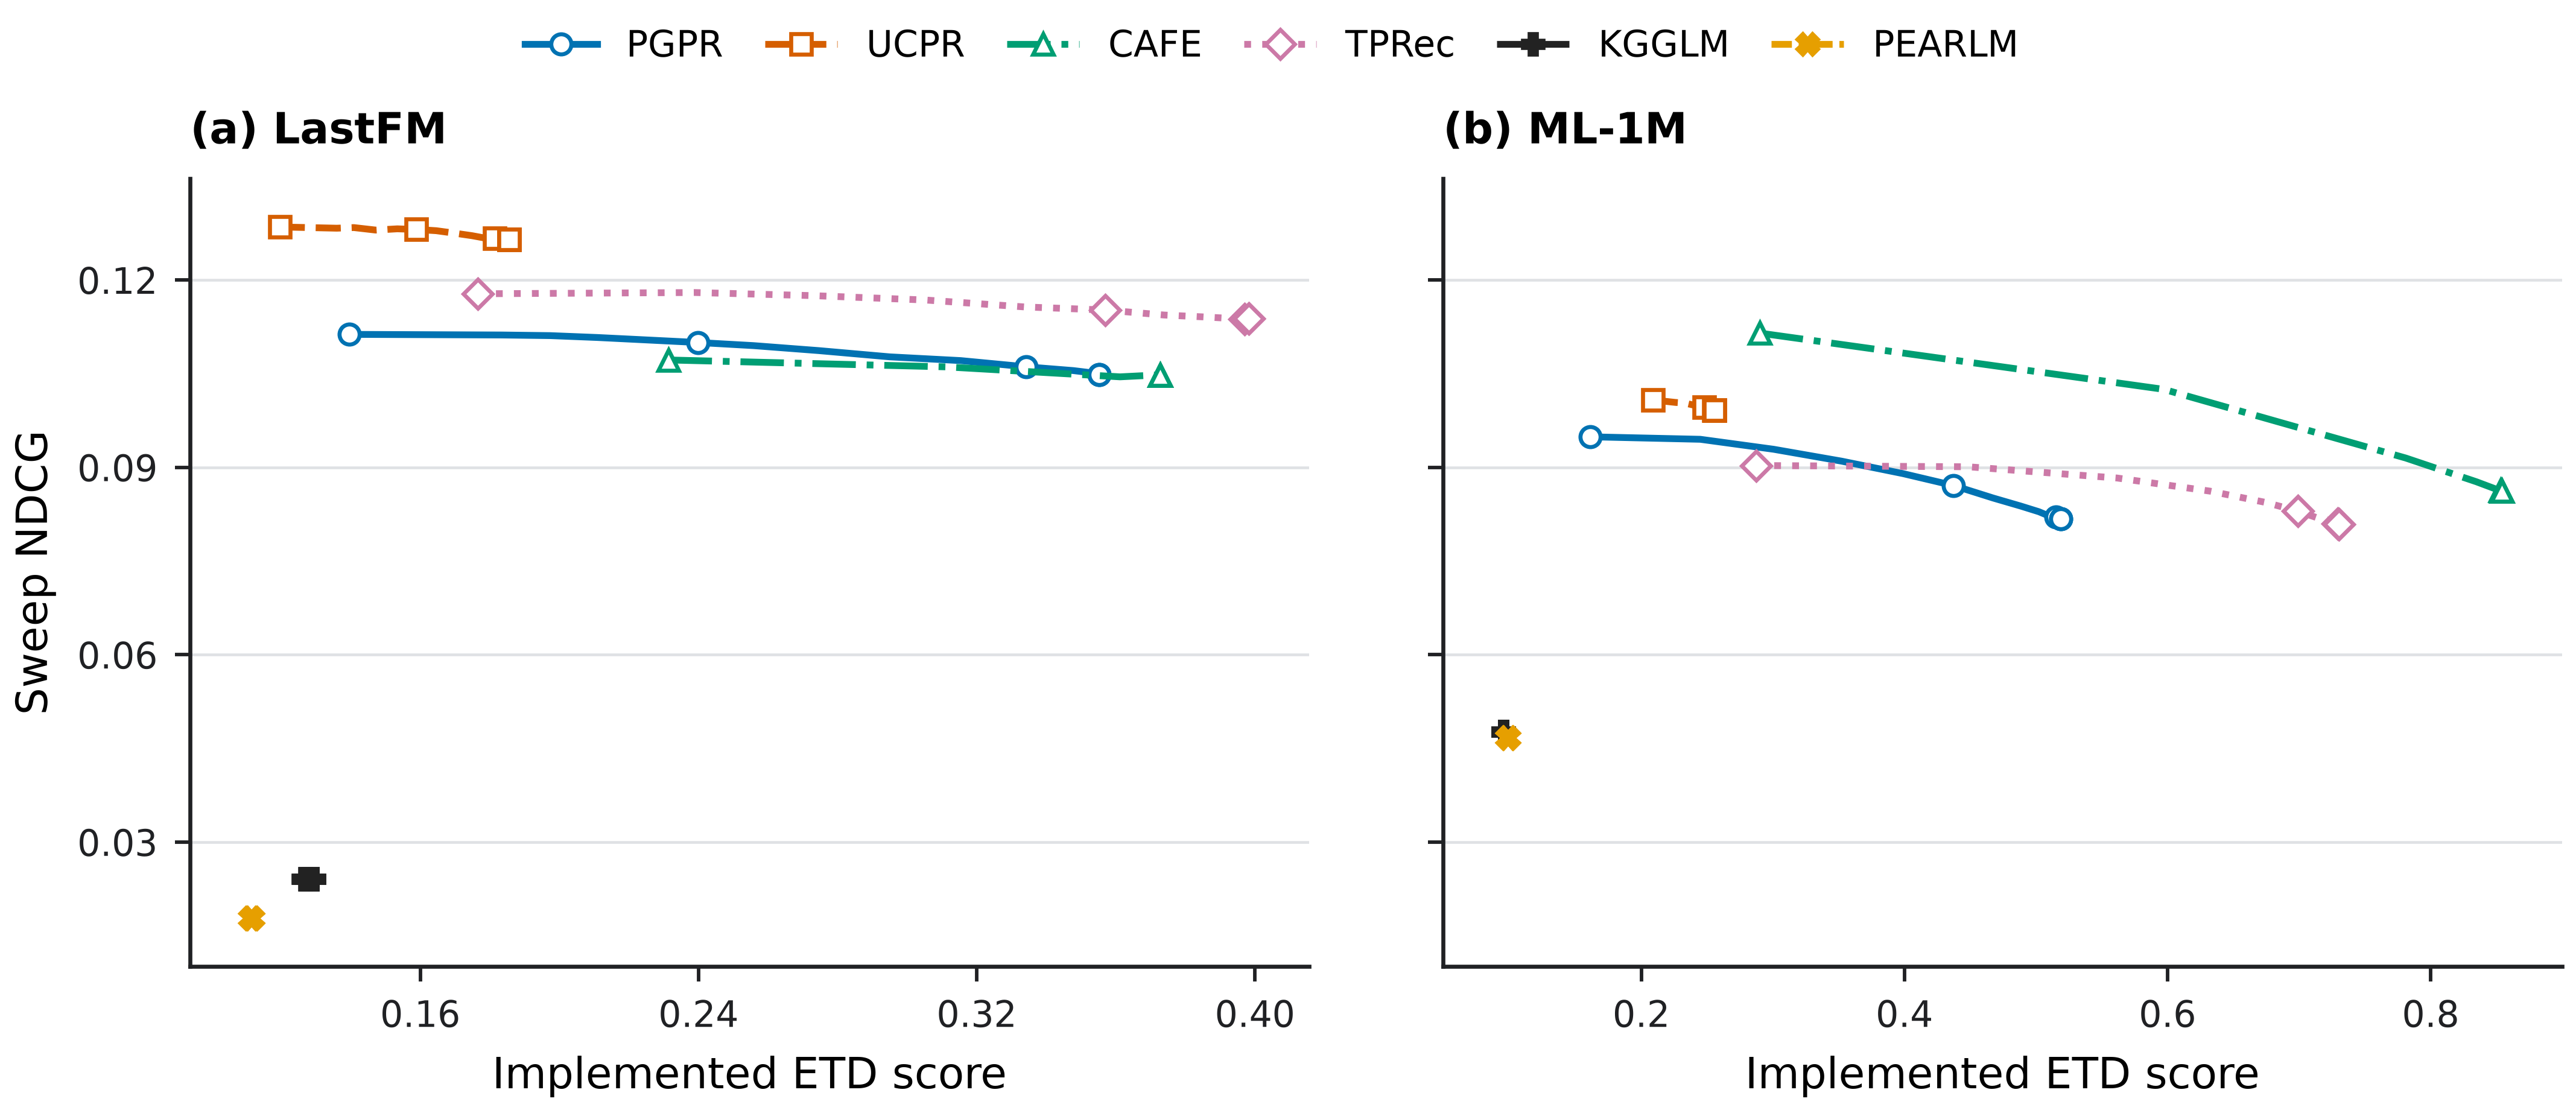 PGPR UCPR CAFE TPRec KGGLM PEARLM
(a) LastFM
(b) ML-1M
Sweep NDCG
0.12
0.09
0.06
0.03
0.16 0.24 0.32 0.40
0.2 0.4 0.6 0.8
Implemented ETD score
Implemented ETD score